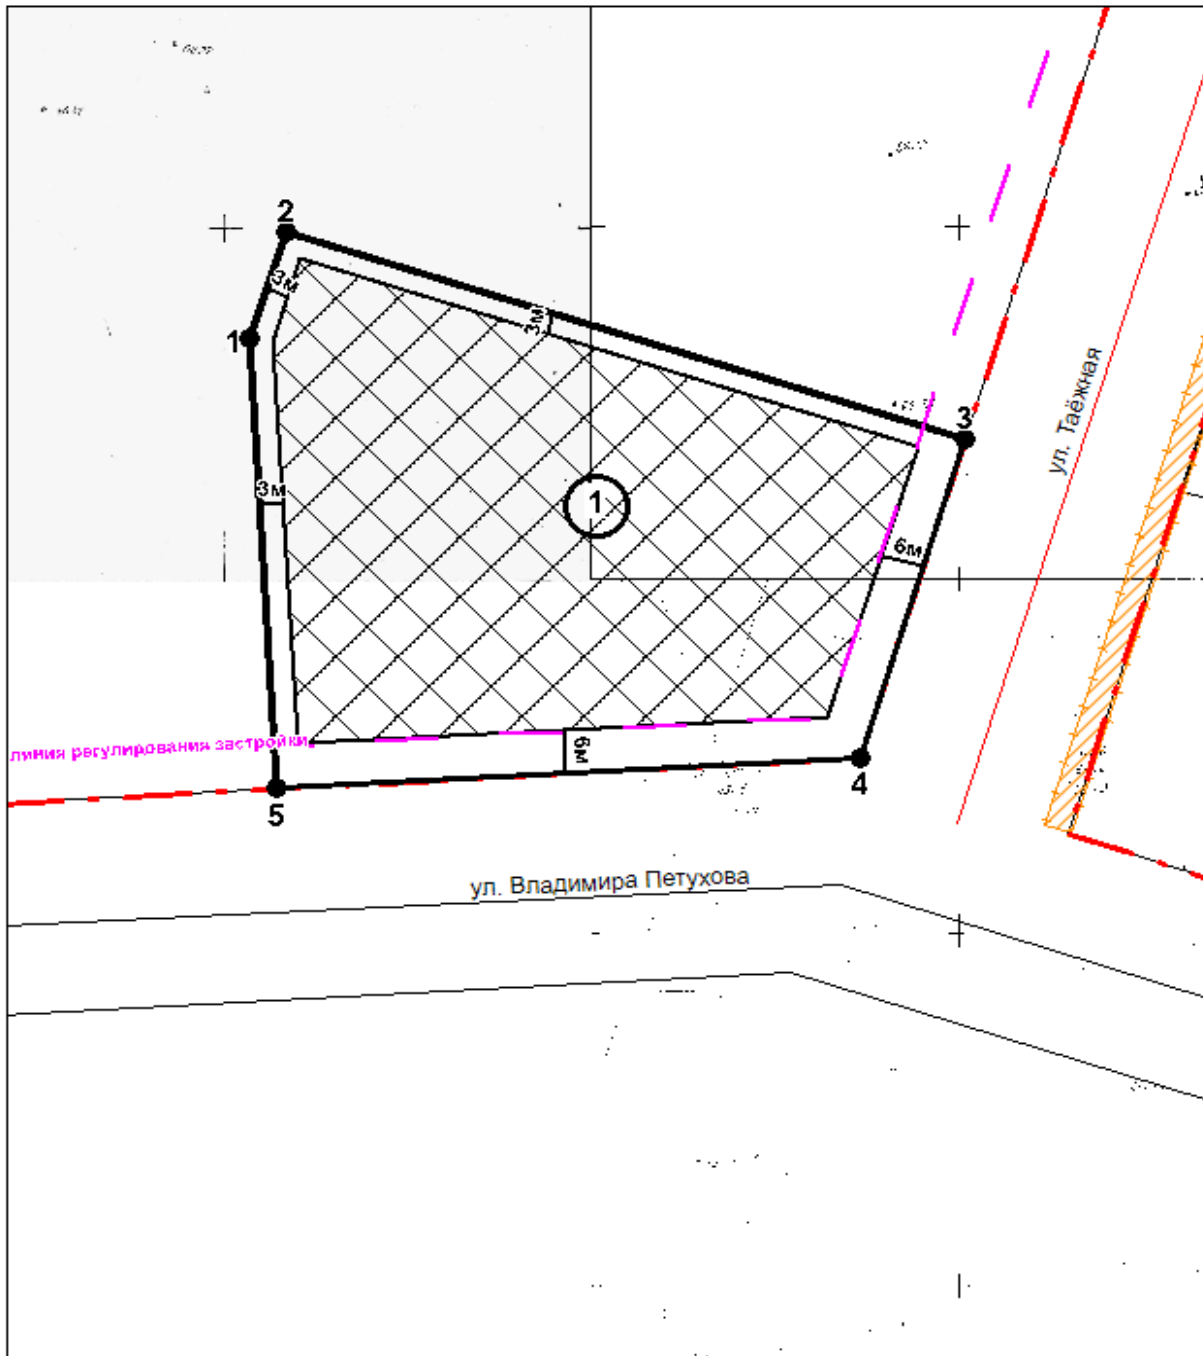 2
3м
1
3м
3
ул. Таёжная
3м
1
6м
линия регулирования застройки
6м
5
4
ул. Владимира Петухова